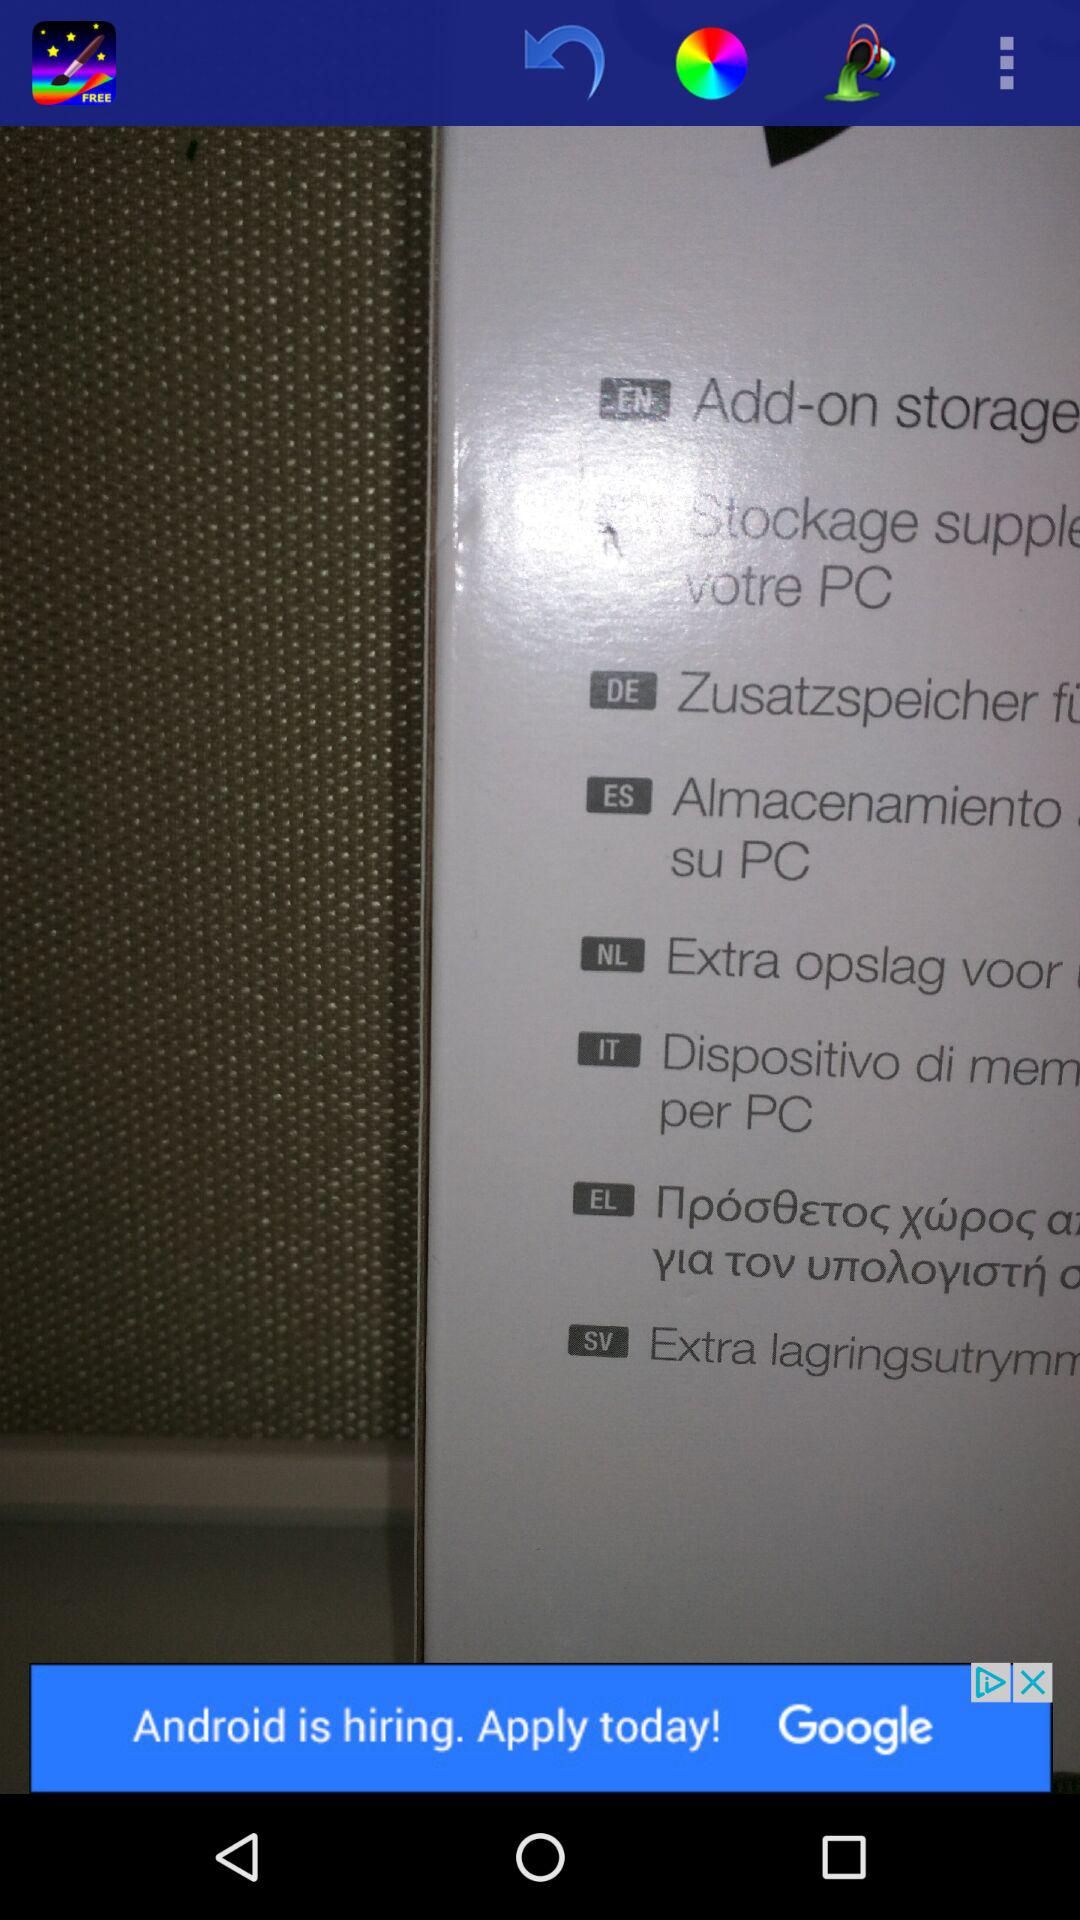 FREE
EN Add-on storage
Stockage supple
votre PC
DE Zusatzspeicher fü
ES Almacenamiento
su PC
NL Extra opslag voor
IT Dispositivo di mem
per PC
EL Πρόσθετος χώρος απ
για τον υπολογιστή σ
SV Extra lagringsutrymm
Android is hiring. Apply today! Google